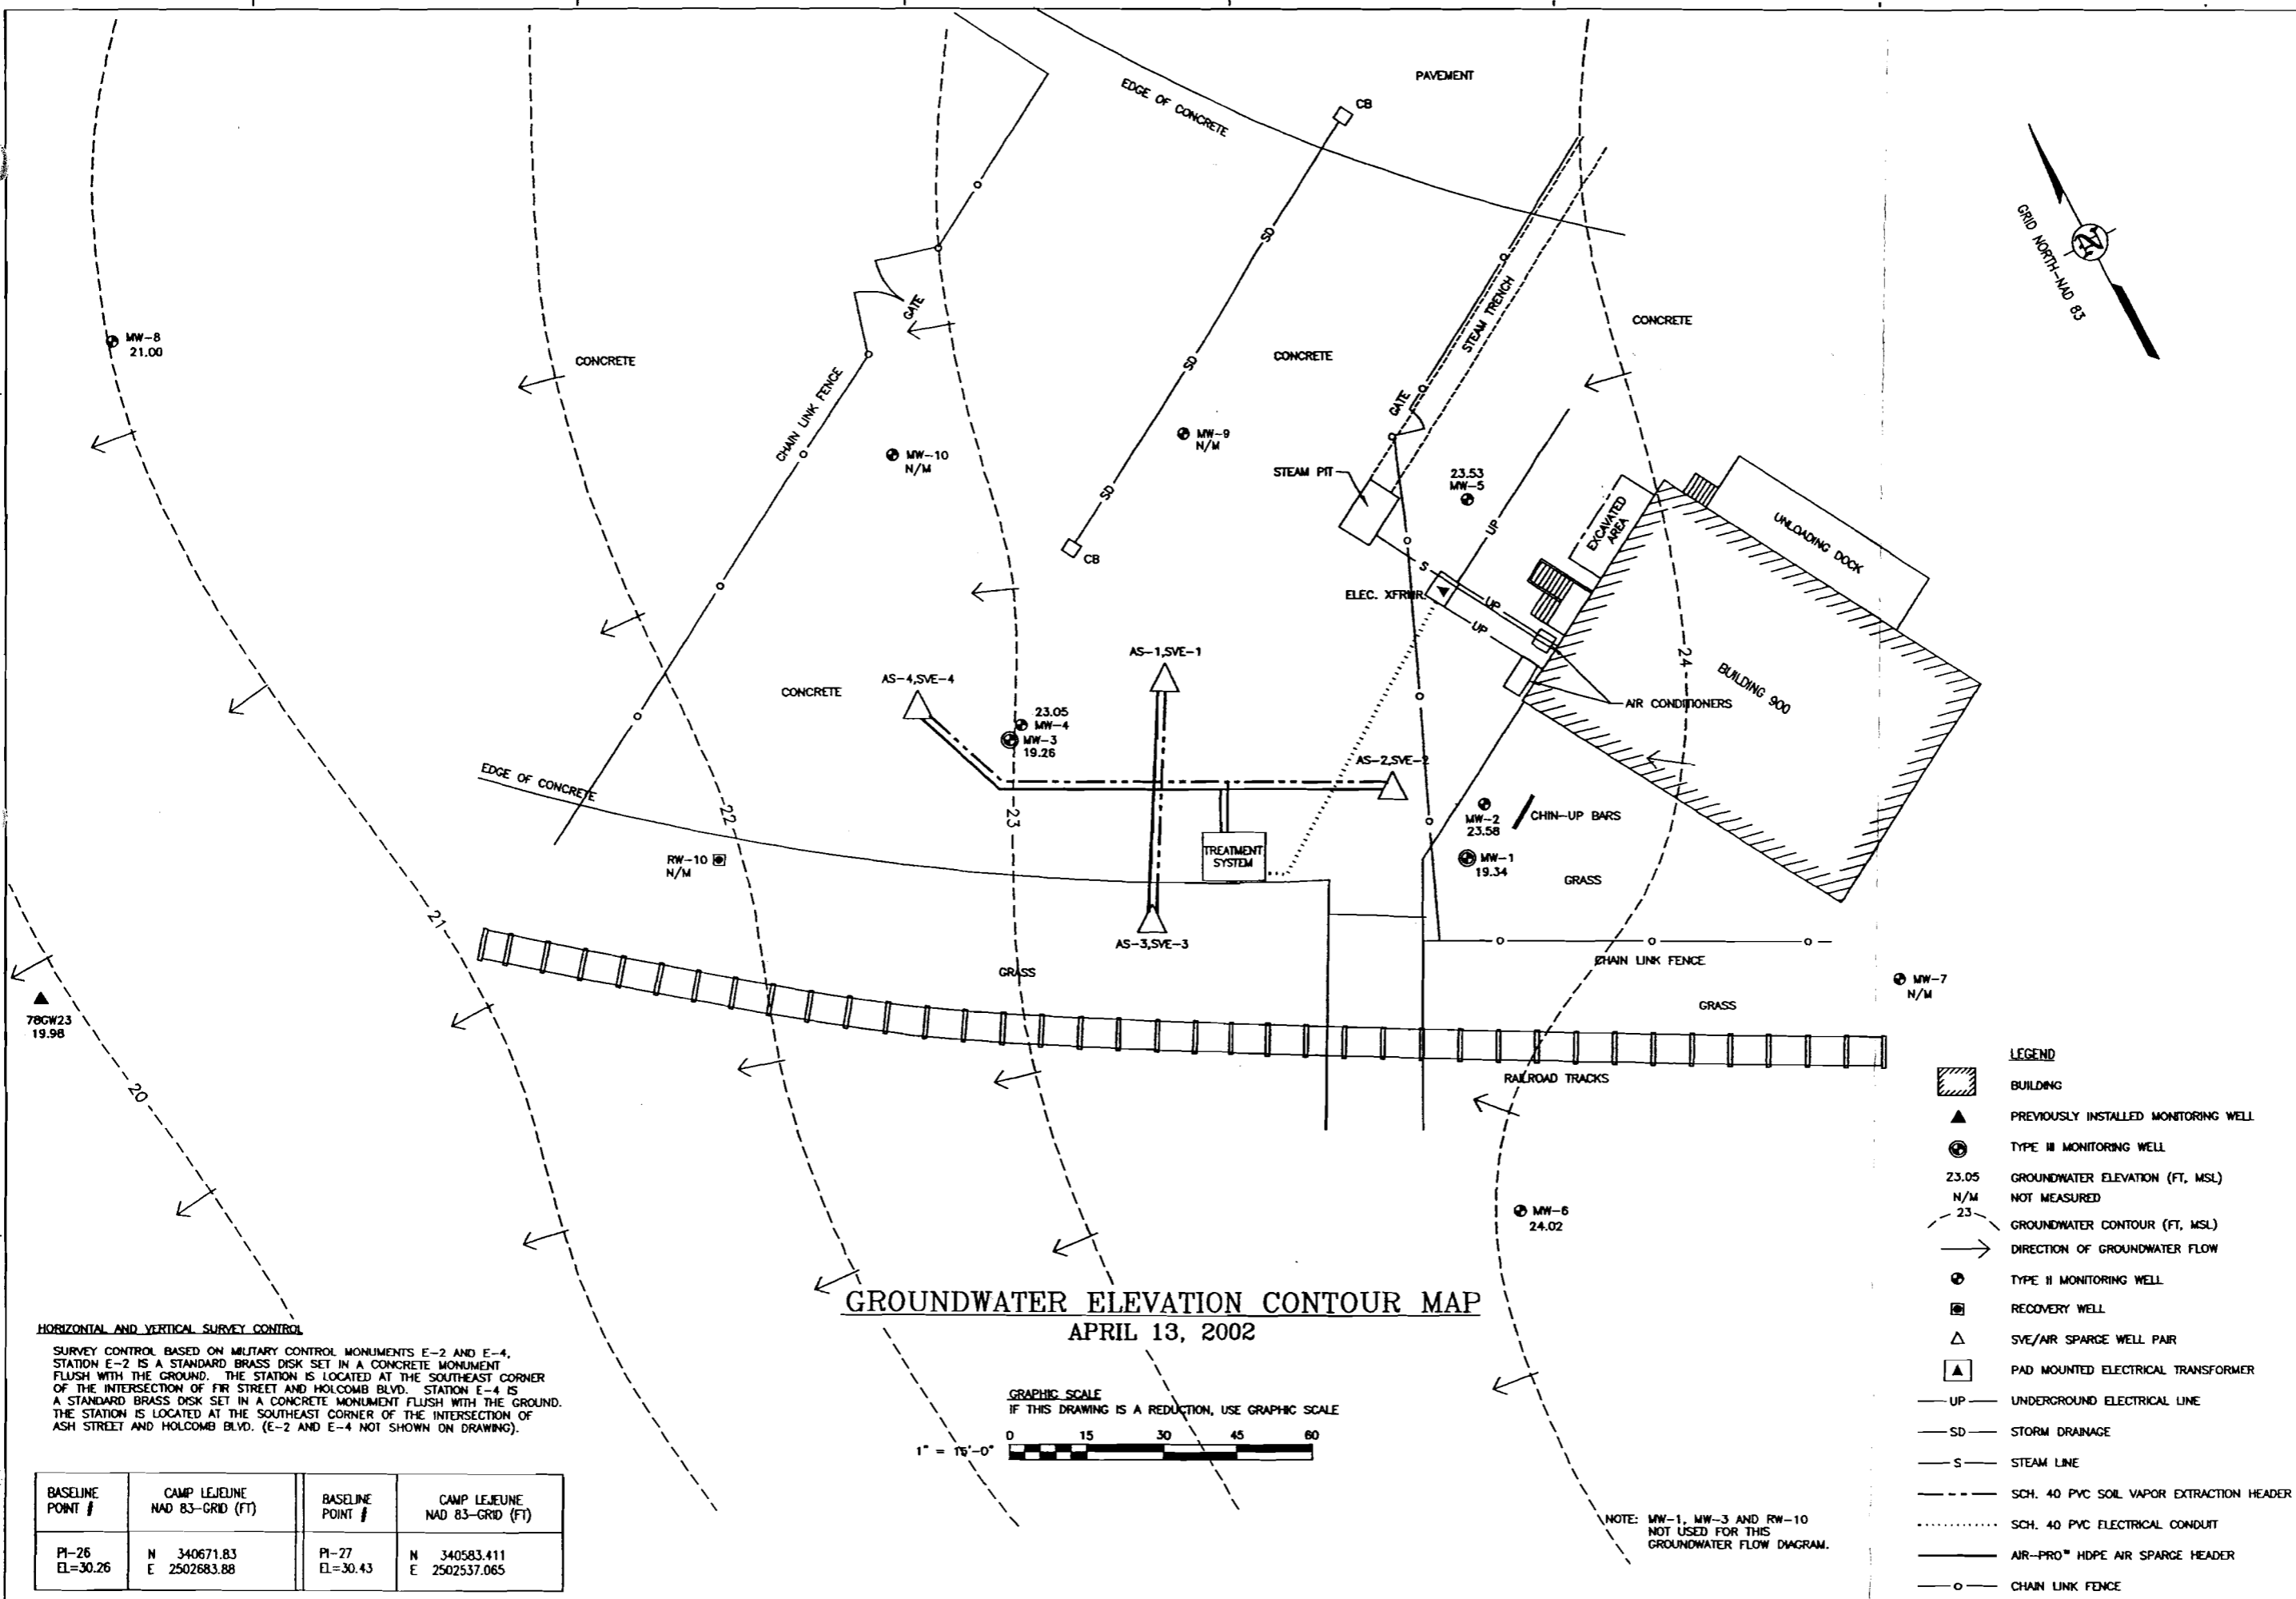 PAVEMENT
EDGE OF CONCRETE
CB
GRID NORTH-NAD 83
GATE
STEAM TRENCH
CONCRETE
MW-8
21.00
CONCRETE
CONCRETE
CHAIN LINK FENCE
GATE
MW-10
N/M
SD
SD
SD
MW-9
N/M
STEAM PIT
23.53
MW-5
UP
EXCAVATED
AREA
UNLOADING DOCK
CB
S
ELEC. XFRMR.
UP
UP
24
BUILDING 900
AIR CONDITIONERS
AS-1,SVE-1
AS-4,SVE-4
CONCRETE
23.05
MW-4
MW-3
19.26
AS-2,SVE-2
EDGE OF CONCRETE
22
23
MW-2
23.58
CHIN-UP BARS
TREATMENT
SYSTEM
RW-10
N/M
MW-1
19.34
GRASS
21
AS-3,SVE-3
GRASS
CHAIN LINK FENCE
MW-7
N/M
GRASS
78GW23
19.98
RAILROAD TRACKS
20
MW-6
24.02
LEGEND
BUILDING
PREVIOUSLY INSTALLED MONITORING WELL
TYPE III MONITORING WELL
23.05 GROUNDWATER ELEVATION (FT, MSL)
N/M NOT MEASURED
23 GROUNDWATER CONTOUR (FT, MSL)
DIRECTION OF GROUNDWATER FLOW
TYPE II MONITORING WELL
RECOVERY WELL
SVE/AIR SPARGE WELL PAIR
PAD MOUNTED ELECTRICAL TRANSFORMER
UP UNDERGROUND ELECTRICAL LINE
SD STORM DRAINAGE
S STEAM LINE
SCH. 40 PVC SOIL VAPOR EXTRACTION HEADER
SCH. 40 PVC ELECTRICAL CONDUIT
AIR-PRO™ HDPE AIR SPARGE HEADER
CHAIN LINK FENCE
GROUNDWATER ELEVATION CONTOUR MAP
APRIL 13, 2002
HORIZONTAL AND VERTICAL SURVEY CONTROL
SURVEY CONTROL BASED ON MILITARY CONTROL MONUMENTS E-2 AND E-4.
STATION E-2 IS A STANDARD BRASS DISK SET IN A CONCRETE MONUMENT
FLUSH WITH THE GROUND. THE STATION IS LOCATED AT THE SOUTHEAST CORNER
OF THE INTERSECTION OF FIR STREET AND HOLCOMB BLVD. STATION E-4 IS
A STANDARD BRASS DISK SET IN A CONCRETE MONUMENT FLUSH WITH THE GROUND.
THE STATION IS LOCATED AT THE SOUTHEAST CORNER OF THE INTERSECTION OF
ASH STREET AND HOLCOMB BLVD. (E-2 AND E-4 NOT SHOWN ON DRAWING).
GRAPHIC SCALE
IF THIS DRAWING IS A REDUCTION, USE GRAPHIC SCALE
0 15 30 45 60
1" = 15'-0"
BASELINE
POINT #
CAMP LEJEUNE
NAD 83-GRID (FT)
BASELINE
POINT #
CAMP LEJEUNE
NAD 83-GRID (FT)
PI-26
EL=30.26
N 340671.83
E 2502683.88
PI-27
EL=30.43
N 340583.411
E 2502537.065
NOTE: MW-1, MW-3 AND RW-10
NOT USED FOR THIS
GROUNDWATER FLOW DIAGRAM.